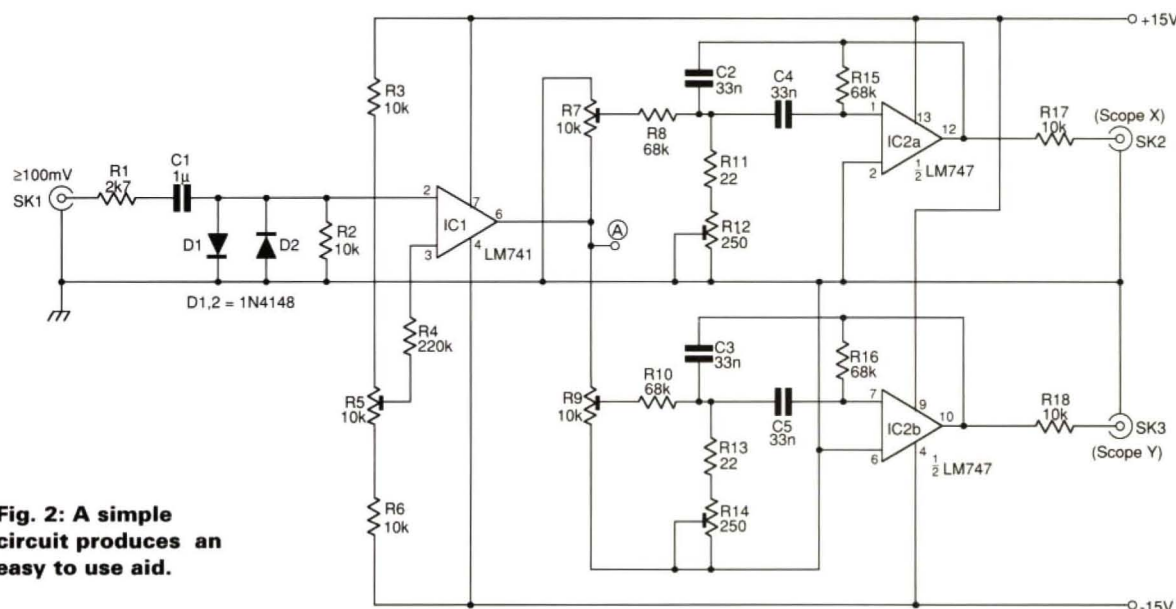 +15V
R3
10k
≥100mV
SK1
R1
2k7
C1
1µ
D1
D2
R2
10k
D1,2 = 1N4148
2
3
7
6
4
IC1
LM741
R4
220k
R5
10k
R6
10k
A
R7
10k
R8
68k
C2
33n
C4
33n
R15
68k
R11
22
R12
250
1
2
13
12
IC2a
½ LM747
R17
10k
(Scope X)
SK2
R9
10k
R10
68k
C3
33n
C5
33n
R16
68k
R13
22
R14
250
7
6
9
10
4
IC2b
½ LM747
R18
10k
SK3
(Scope Y)
-15V
Fig. 2: A simple
circuit produces an
easy to use aid.